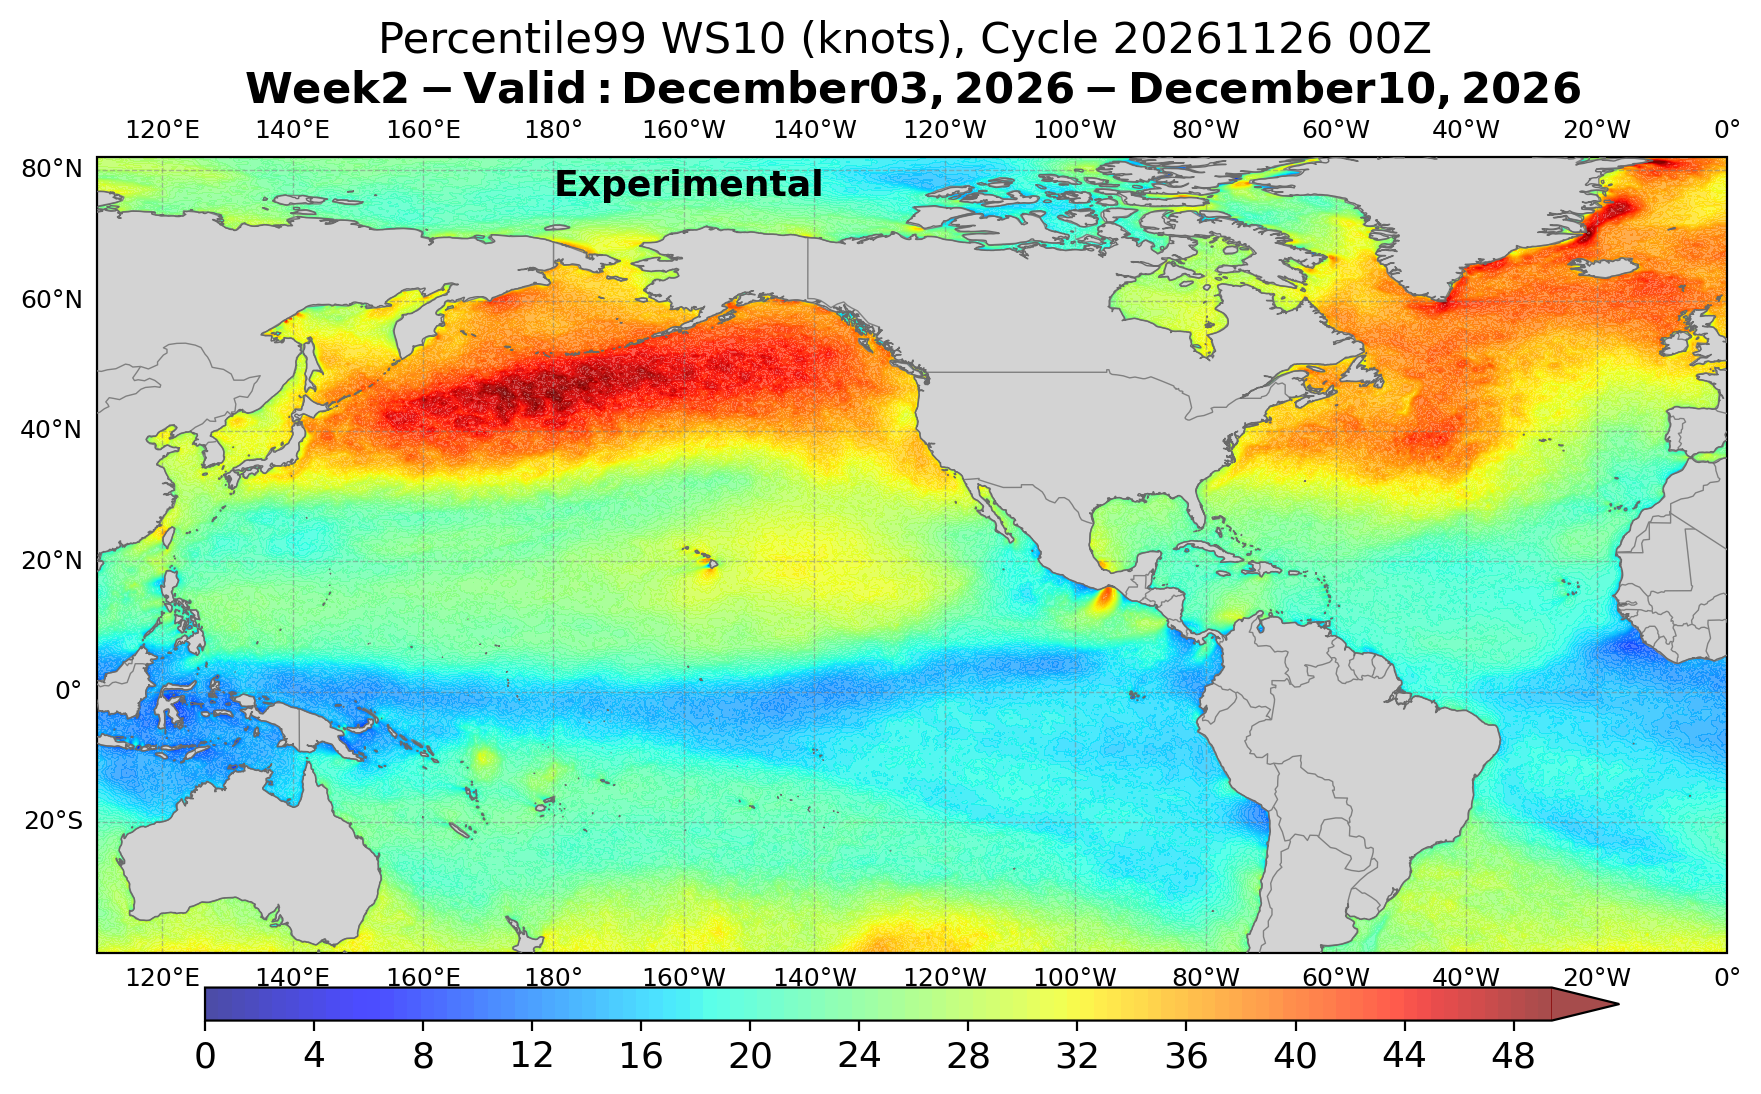 Percentile99 WS10 (knots), Cycle 20261126 00Z
Week2 − Valid : December03, 2026 − December10, 2026
120°E 140°E 160°E 180° 160°W 140°W 120°W 100°W 80°W 60°W 40°W 20°W 0°
80°N
Experimental
60°N
40°N
20°N
0°
20°S
120°E 140°E 160°E 180° 160°W 140°W 120°W 100°W 80°W 60°W 40°W 20°W 0°
0 4 8 12 16 20 24 28 32 36 40 44 48